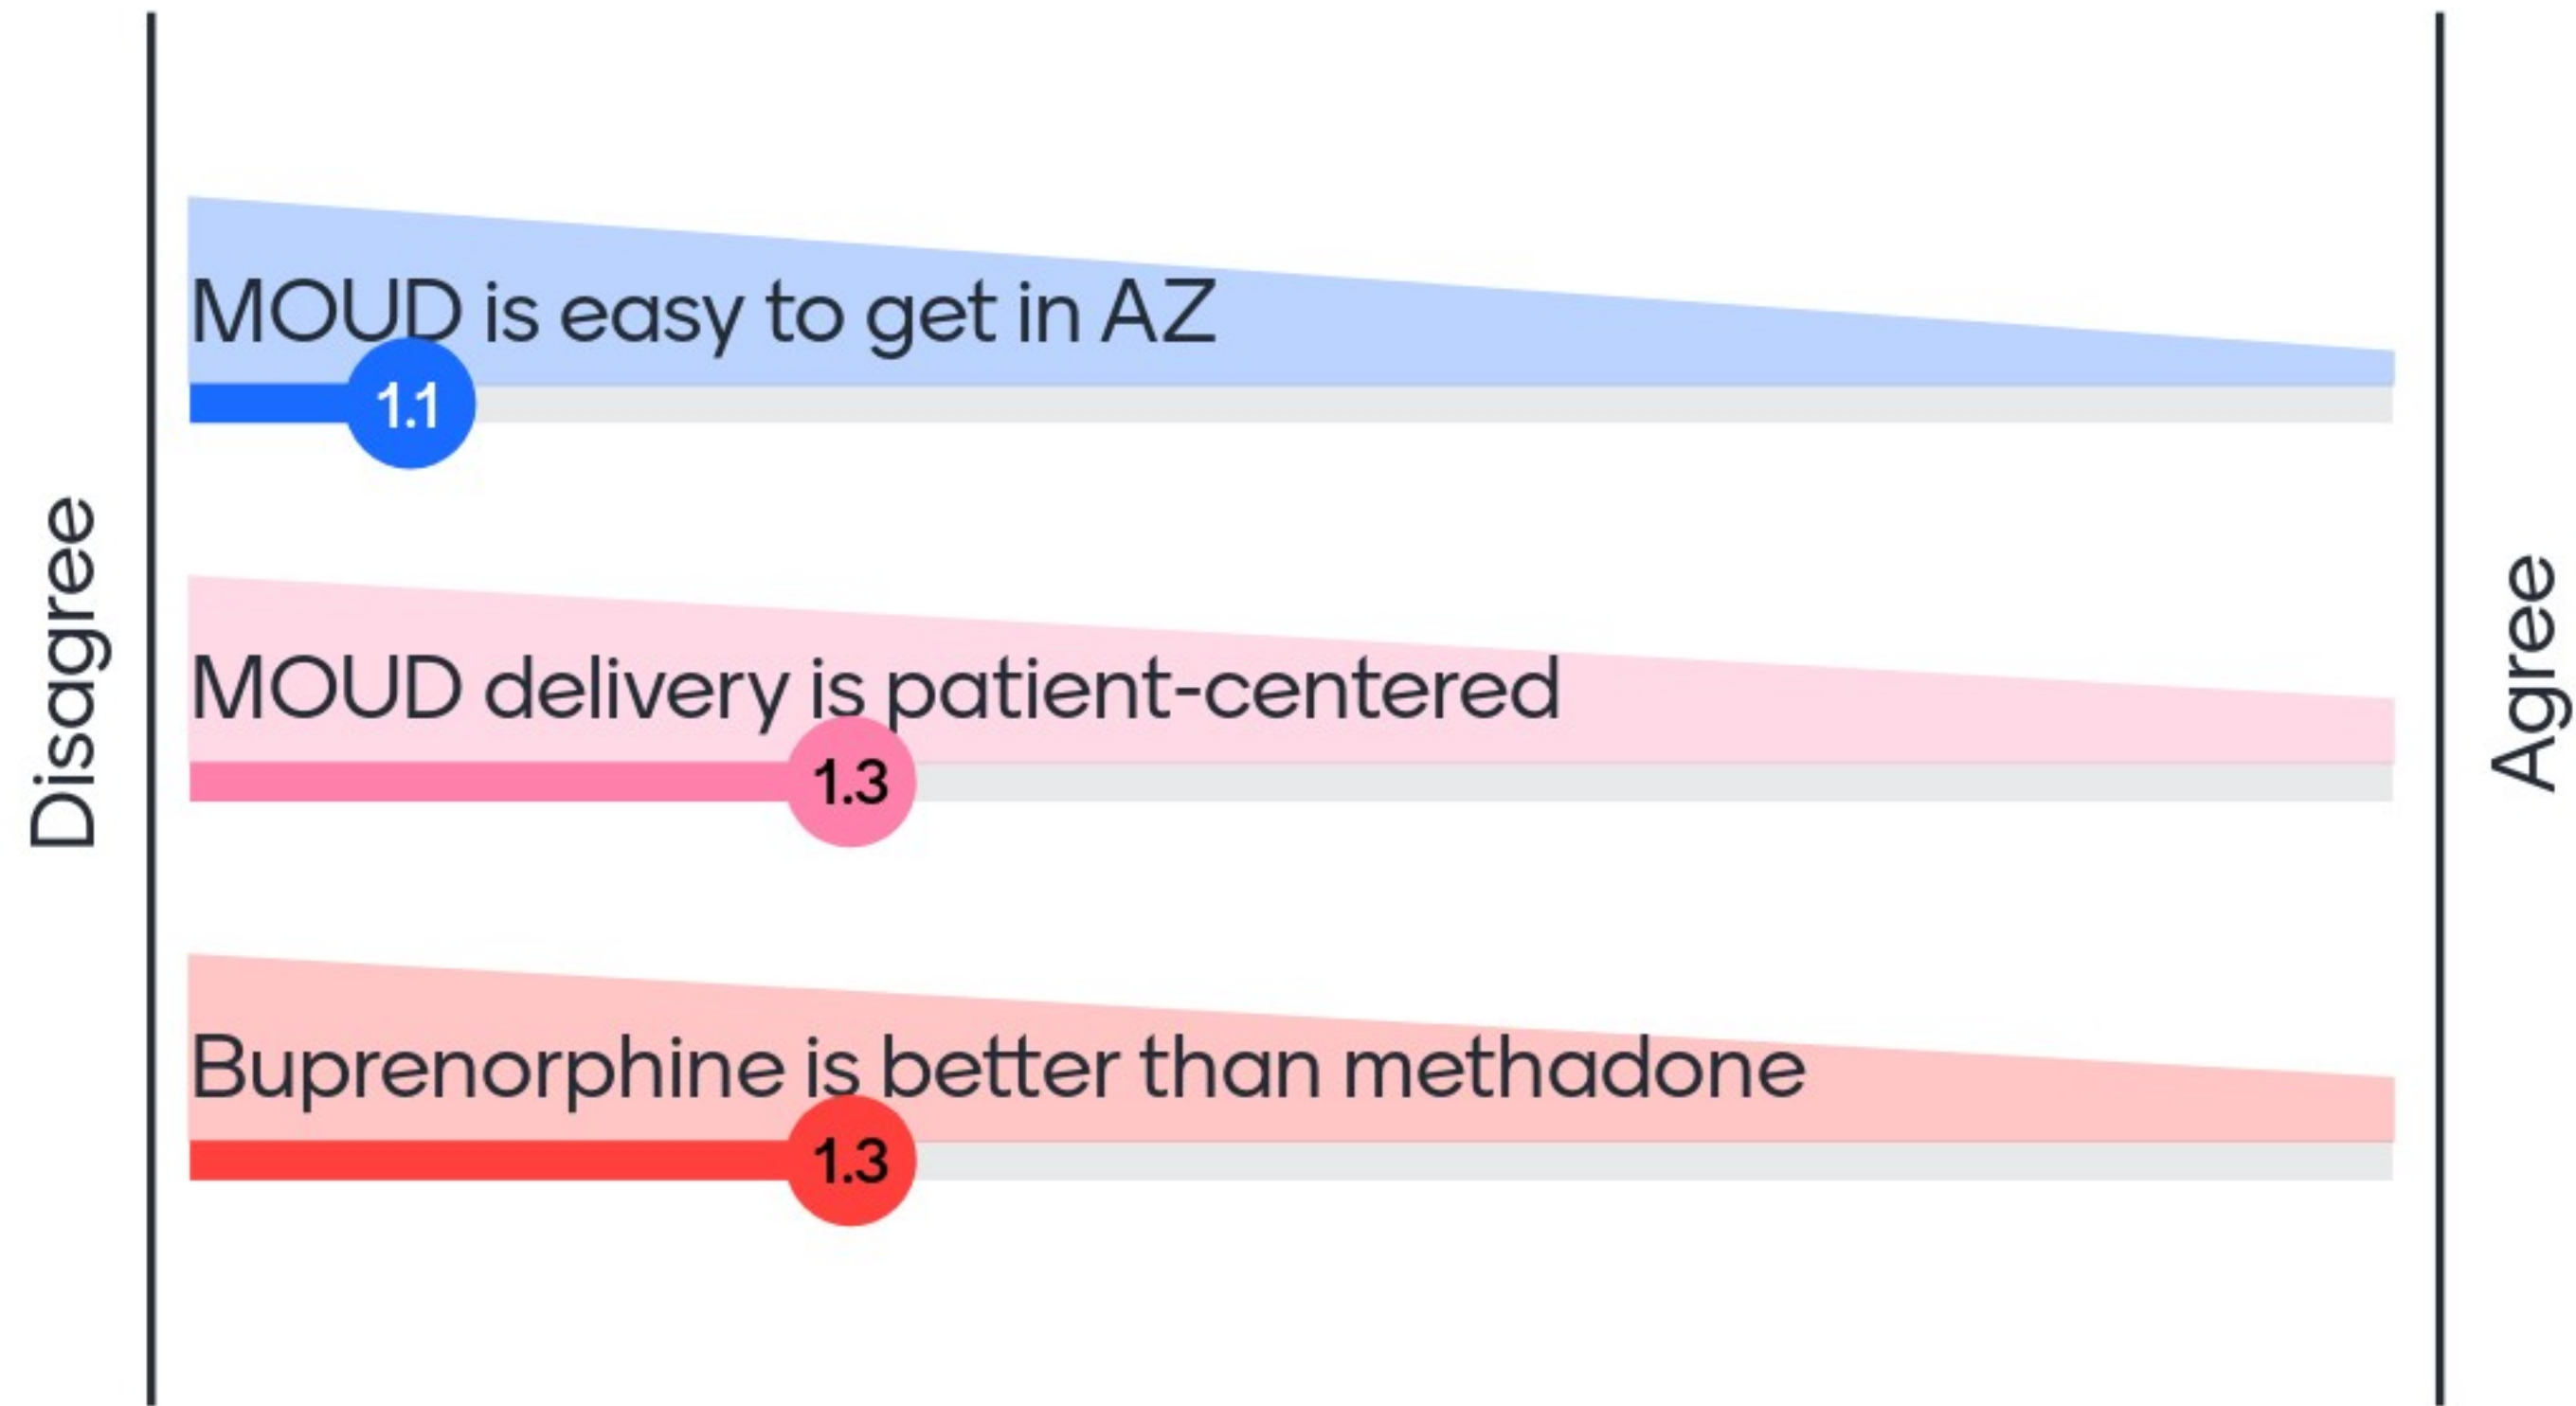 Disagree
MOUD is easy to get in AZ
1.1
MOUD delivery is patient-centered
1.3
Buprenorphine is better than methadone
1.3
Agree